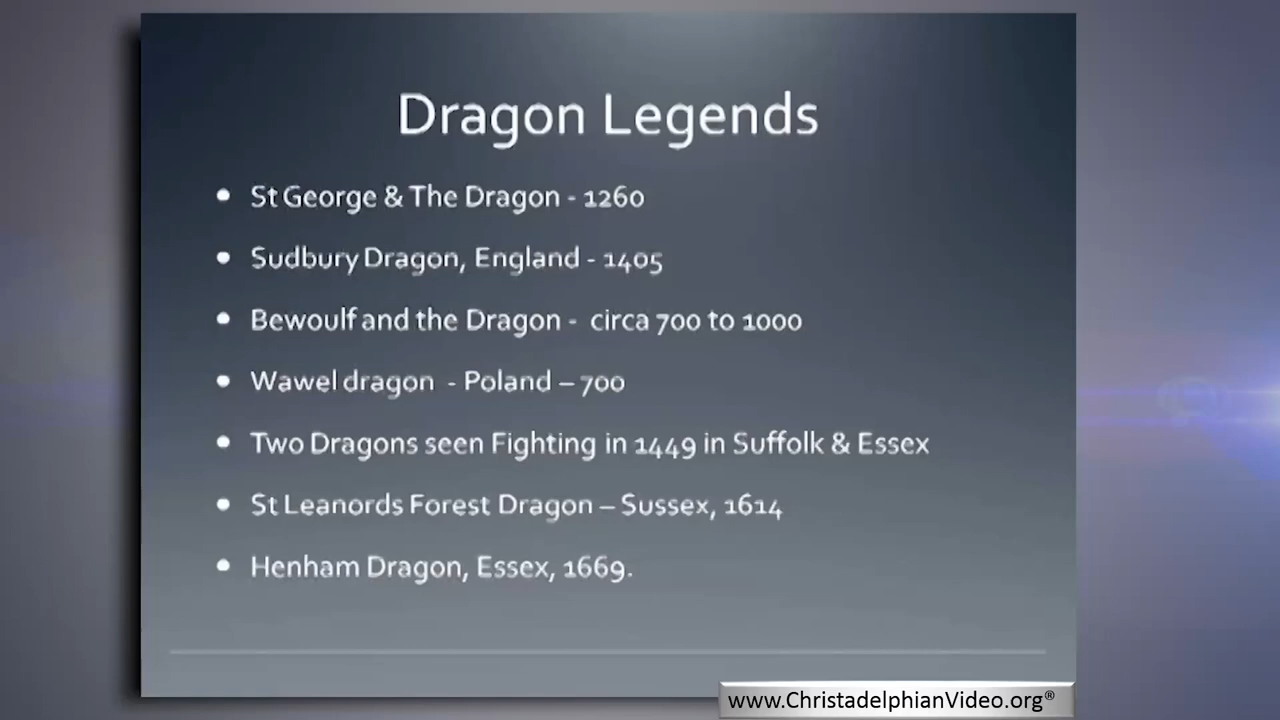 Dragon Legends
• St George & The Dragon - 1260
• Sudbury Dragon, England - 1405
• Bewoulf and the Dragon -  circa 700 to 1000
• Wawel dragon  - Poland – 700
• Two Dragons seen Fighting in 1449 in Suffolk & Essex
• St Leanords Forest Dragon – Sussex, 1614
• Henham Dragon, Essex, 1669.
www.ChristadelphianVideo.org®